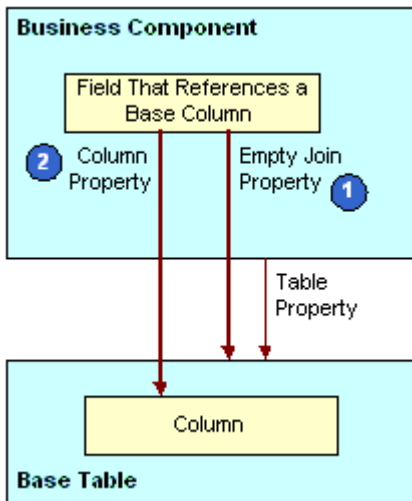 Business Component
Field That References a
Base Column
2
Column
Property
Empty Join
Property
1
Table
Property
Column
Base Table